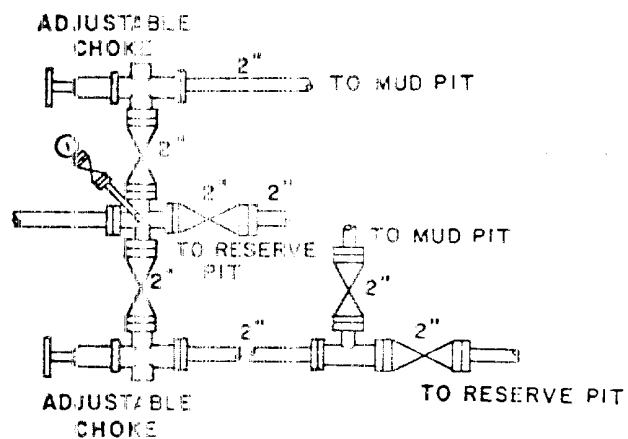 ADJUSTABLE
CHOKE
2"
TO MUD PIT
2"
2"
2"
TO RESERVE
PIT
TO MUD PIT
2"
2"
2"
2"
TO RESERVE PIT
ADJUSTABLE
CHOKE